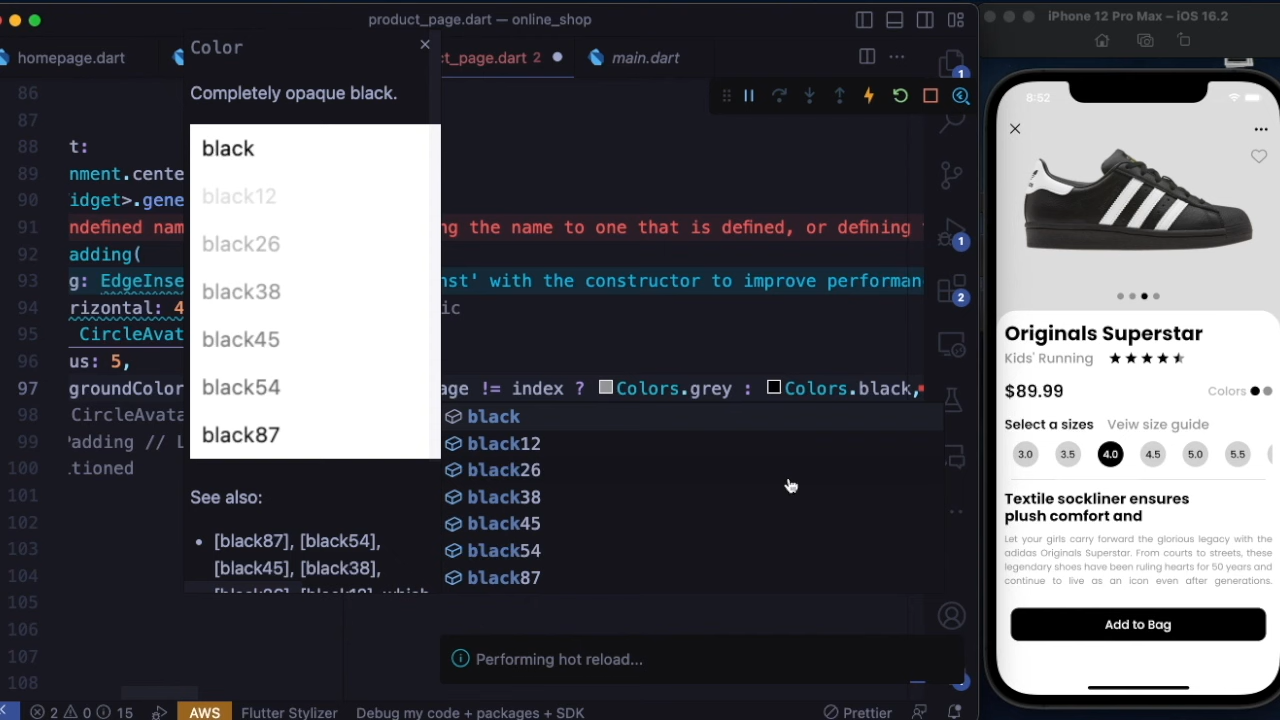 product_page.dart — online_shop
homepage.dart
ct_page.dart 2
main.dart
Color
Completely opaque black.
black
black12
black26
black38
black45
black54
black87
See also:
• [black87], [black54],
[black45], [black38],
86
87
88 t:
89 nment.cente
90 idget>.gene
91 ndefined nam ng the name to one that is defined, or defining
92 adding(
93 g: EdgeInse nst' with the constructor to improve performan
94 rizontal: 4 ic
95 CircleAvat
96 us: 5,
97 groundColor age != index ? Colors.grey : Colors.black,
98 CircleAvata
99 'adding // L
100 .tioned
101
102
103
104
105
106
107
108
black
black12
black26
black38
black45
black54
black87
Performing hot reload...
1
1
2
2 0 15 AWS Flutter Stylizer Debug my code + packages + SDK Prettier
iPhone 12 Pro Max – iOS 16.2
8:52
Originals Superstar
Kids' Running
$89.99
Colors
Select a sizes Veiw size guide
3.0 3.5 4.0 4.5 5.0 5.5
Textile sockliner ensures
plush comfort and
Let your girls carry forward the glorious legacy with the
adidas Originals Superstar. From courts to streets, these
legendary shoes have been ruling hearts for 50 years and
continue to live as an icon even after generations.
Add to Bag